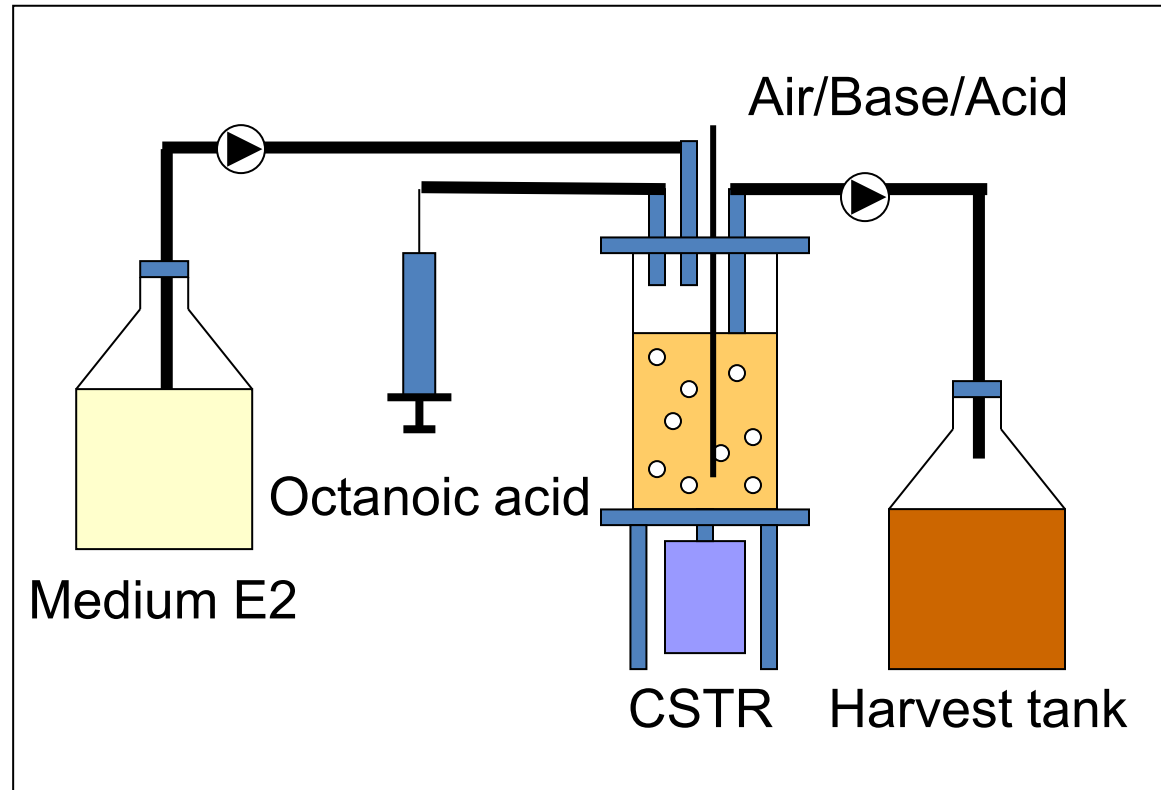 Air/Base/Acid
Octanoic acid
Medium E2
CSTR
Harvest tank